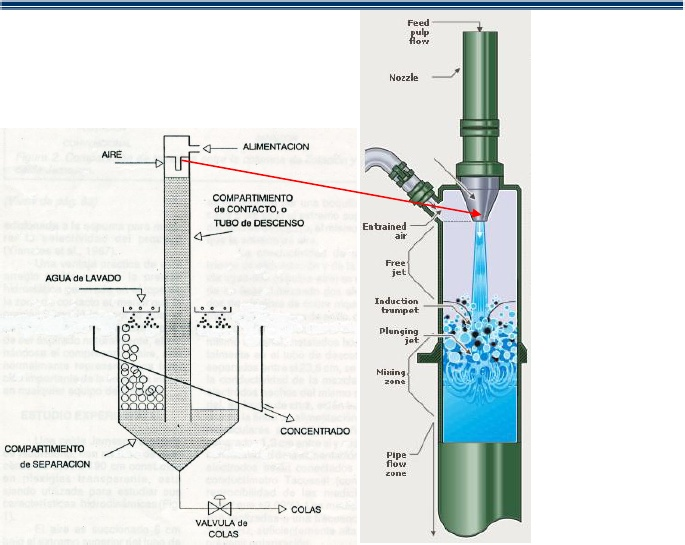 ALIMENTACION
AIRE
COMPARTIMIENTO
de CONTACTO, o
TUBO de DESCENSO
AGUA de LAVADO
CONCENTRADO
COMPARTIMIENTO
de SEPARACION
COLAS
VALVULA de
COLAS
Feed
pulp
flow
Nozzle
Entrained
air
Free
jet
Induction
trumpet
Plunging
jet
Mixing
zone
Pipe
flow
zone